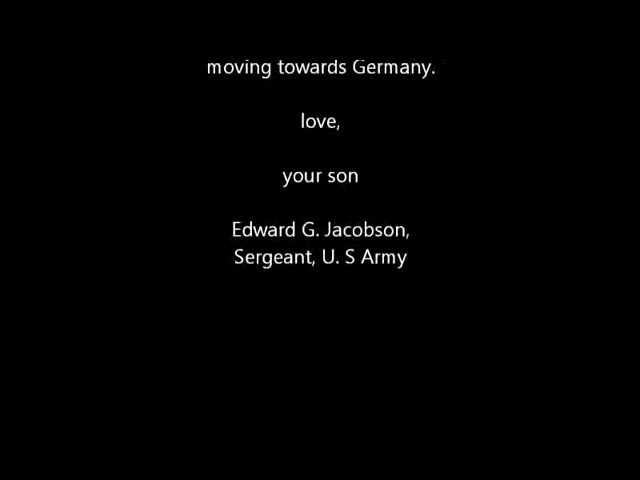 moving towards Germany.
love,
your son
Edward G. Jacobson,
Sergeant, U. S Army